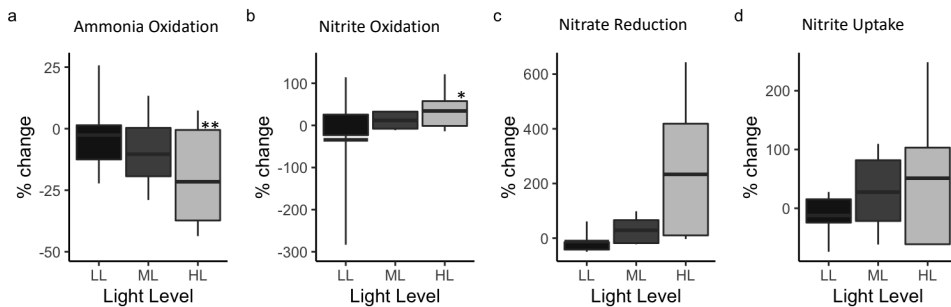 a Ammonia Oxidation
% change
25
0
-25
-50
**
LL ML HL
Light Level
b Nitrite Oxidation
% change
100
0
-100
-200
-300
*
LL ML HL
Light Level
c Nitrate Reduction
% change
600
400
200
0
LL ML HL
Light Level
d Nitrite Uptake
% change
200
100
0
LL ML HL
Light Level